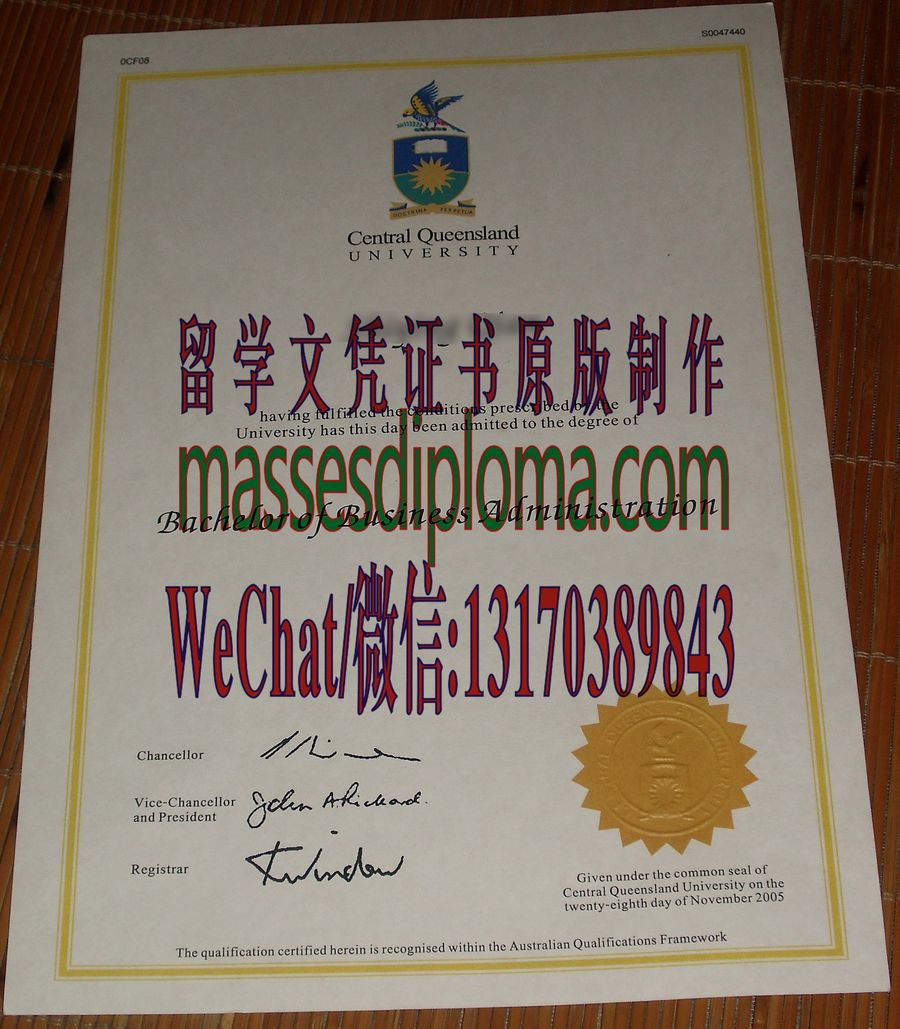 0CF08
S0047440
DOCTRINA PERPETUA
Central Queensland
UNIVERSITY
留学文凭证书原版制作
having fulfilled the conditions prescribed by the
University has this day been admitted to the degree of
massesdiploma.com
Bachelor of Business Administration
WeChat/微信:13170389843
Chancellor
Vice-Chancellor
and President
John A Rickard.
Registrar
Given under the common seal of
Central Queensland University on the
twenty-eighth day of November 2005
The qualification certified herein is recognised within the Australian Qualifications Framework